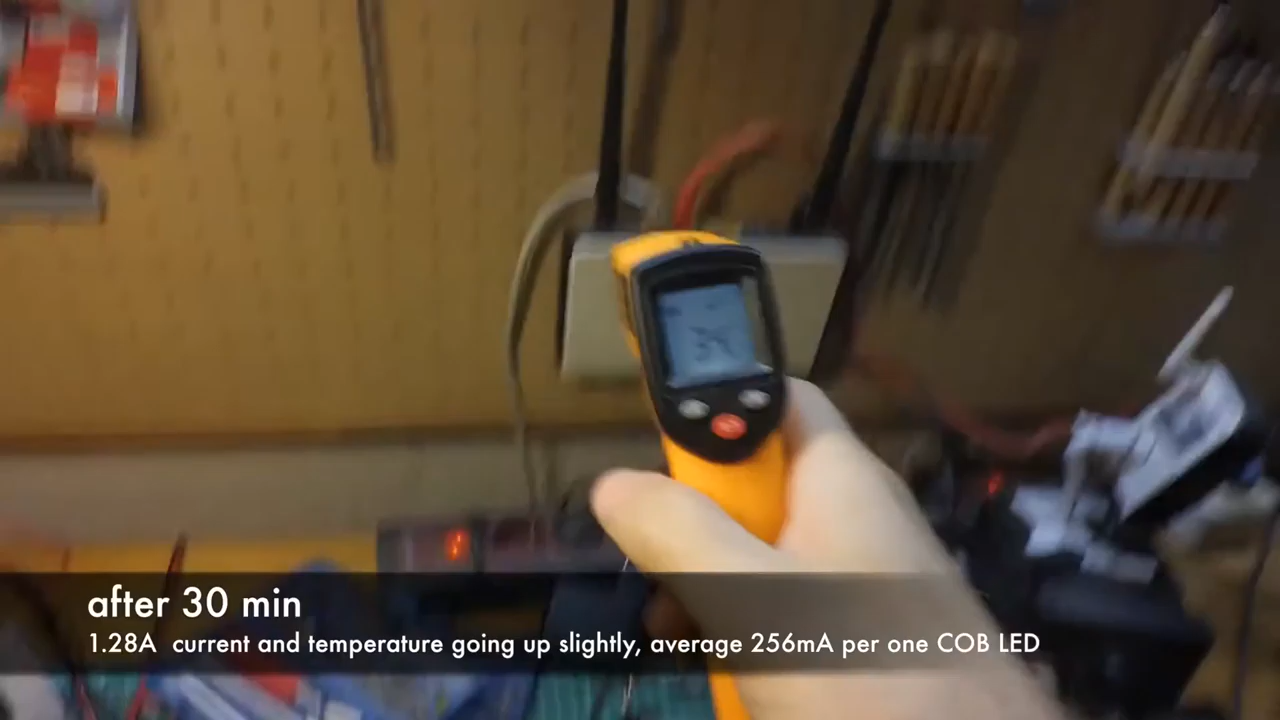 after 30 min
1.28A current and temperature going up slightly, average 256mA per one COB LED